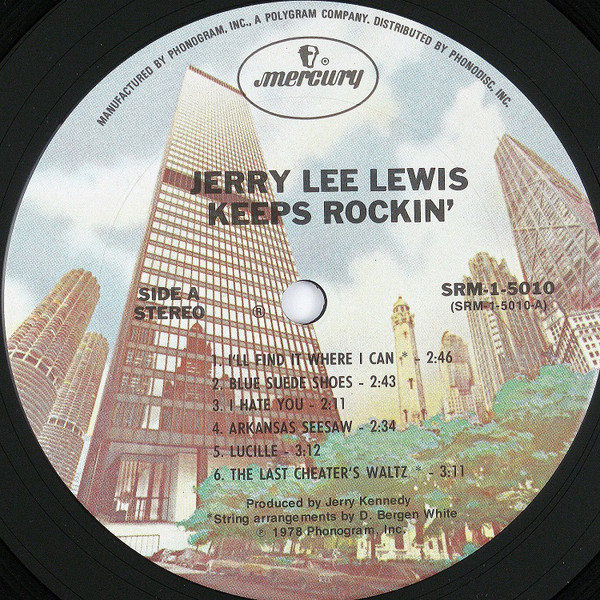 MANUFACTURED BY PHONOGRAM, INC., A POLYGRAM COMPANY. DISTRIBUTED BY PHONODISC, INC.
®
mercury
JERRY LEE LEWIS
KEEPS ROCKIN'
SIDE A
STEREO
®
SRM-1-5010
(SRM-1-5010-A)
1. I'LL FIND IT WHERE I CAN * - 2:46
2. BLUE SUEDE SHOES - 2:43
3. I HATE YOU - 2:11
4. ARKANSAS SEESAW - 2:34
5. LUCILLE - 3:12
6. THE LAST CHEATER'S WALTZ * - 3:11
Produced by Jerry Kennedy
*String arrangements by D. Bergen White
℗ 1978 Phonogram, Inc.